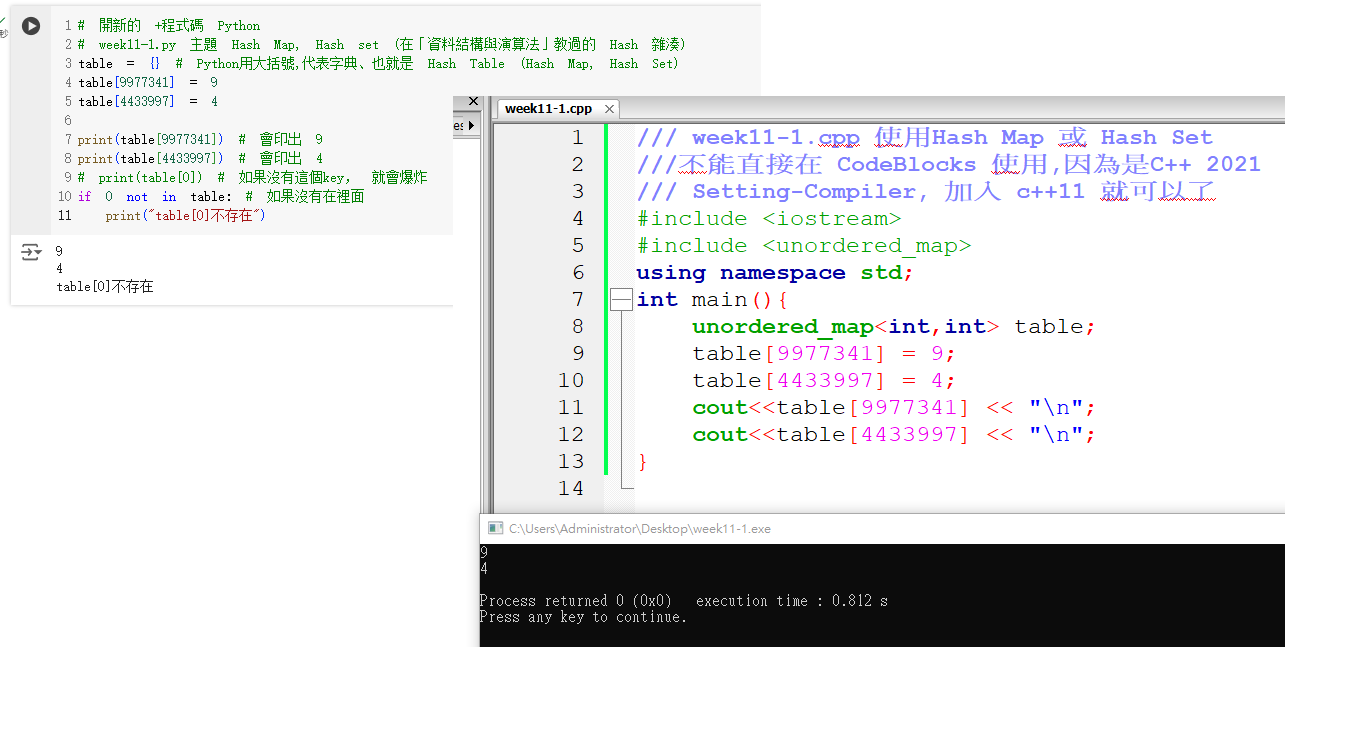 1 # 開新的 +程式碼 Python
2 # week11-1.py 主題 Hash Map, Hash set (在「資料結構與演算法」教過的 Hash 雜湊)
3 table = {} # Python用大括號,代表字典、也就是 Hash Table (Hash Map, Hash Set)
4 table[9977341] = 9
5 table[4433997] = 4
6
7 print(table[9977341]) # 會印出 9
8 print(table[4433997]) # 會印出 4
9 # print(table[0]) # 如果沒有這個key, 就會爆炸
10 if 0 not in table: # 如果沒有在裡面
11 print("table[0]不存在")
9
4
table[0]不存在
week11-1.cpp
1 /// week11-1.cpp 使用Hash Map 或 Hash Set
2 ///不能直接在 CodeBlocks 使用,因為是C++ 2021
3 /// Setting-Compiler, 加入 c++11 就可以了
4 #include <iostream>
5 #include <unordered_map>
6 using namespace std;
7 int main(){
8 unordered_map<int,int> table;
9 table[9977341] = 9;
10 table[4433997] = 4;
11 cout<<table[9977341] << "\n";
12 cout<<table[4433997] << "\n";
13 }
14
C:\Users\Administrator\Desktop\week11-1.exe
9
4
Process returned 0 (0x0) execution time : 0.812 s
Press any key to continue.